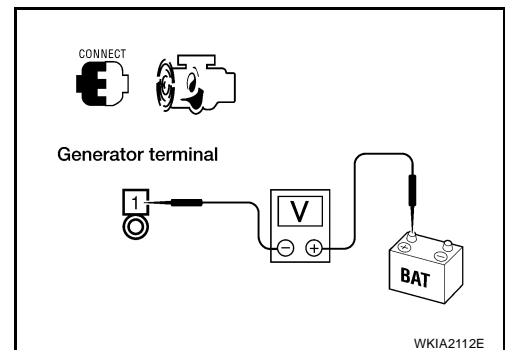 CONNECT
Generator terminal
1
V
− +
+ −
BAT
WKIA2112E